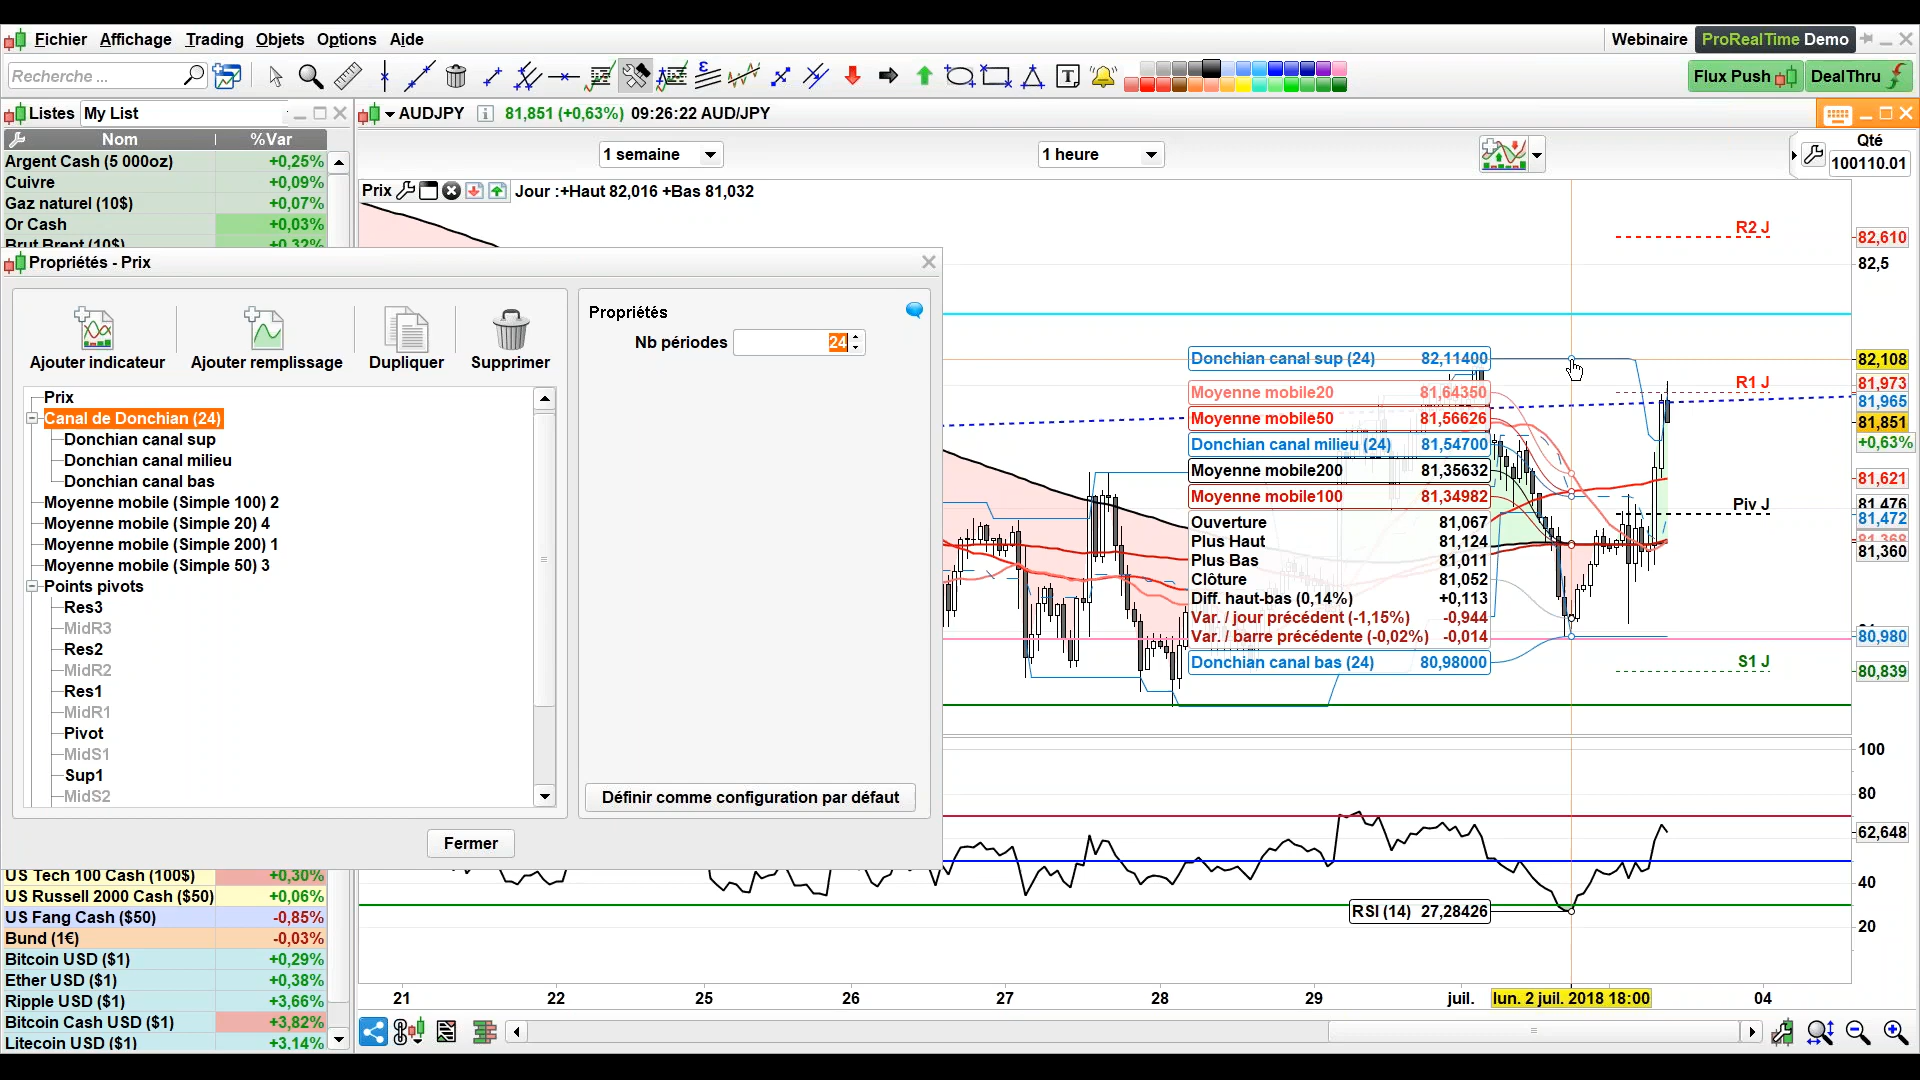 Fichier Affichage Trading Objets Options Aide Webinaire ProRealTime Demo
Recherche ... Flux Push DealThru
Listes My List
AUDJPY 81,851 (+0,63%) 09:26:22 AUD/JPY
Nom %Var
Argent Cash (5 000oz) +0,25%
Cuivre +0,09%
Gaz naturel (10$) +0,07%
Or Cash +0,03%
Brut Brent (10$) +0,32%
1 semaine 1 heure Qté
100110.01
Prix Jour :+Haut 82,016 +Bas 81,032
Propriétés - Prix
Ajouter indicateur Ajouter remplissage Dupliquer Supprimer
Prix
Canal de Donchian (24)
Donchian canal sup
Donchian canal milieu
Donchian canal bas
Moyenne mobile (Simple 100) 2
Moyenne mobile (Simple 20) 4
Moyenne mobile (Simple 200) 1
Moyenne mobile (Simple 50) 3
Points pivots
Res3
MidR3
Res2
MidR2
Res1
MidR1
Pivot
MidS1
Sup1
MidS2
Propriétés
Nb périodes 24
Définir comme configuration par défaut
Fermer
Donchian canal sup (24) 82,11400
Moyenne mobile20 81,64350
Moyenne mobile50 81,56626
Donchian canal milieu (24) 81,54700
Moyenne mobile200 81,35632
Moyenne mobile100 81,34982
Ouverture 81,067
Plus Haut 81,124
Plus Bas 81,011
Clôture 81,052
Diff. haut-bas (0,14%) +0,113
Var. / jour précédent (-1,15%) -0,944
Var. / barre précédente (-0,02%) -0,014
Donchian canal bas (24) 80,98000
R2 J
R1 J
Piv J
S1 J
82,610
82,5
82,108
81,973
81,965
81,851
+0,63%
81,621
81,476
81,472
81,368
81,360
80,980
80,839
100
80
62,648
40
20
RSI (14) 27,28426
US Tech 100 Cash (100$) +0,30%
US Russell 2000 Cash ($50) +0,06%
US Fang Cash ($50) -0,85%
Bund (1€) -0,03%
Bitcoin USD ($1) +0,29%
Ether USD ($1) +0,38%
Ripple USD ($1) +3,66%
Bitcoin Cash USD ($1) +3,82%
Litecoin USD ($1) +3,14%
21 22 25 26 27 28 29 juil. lun. 2 juil. 2018 18:00 04